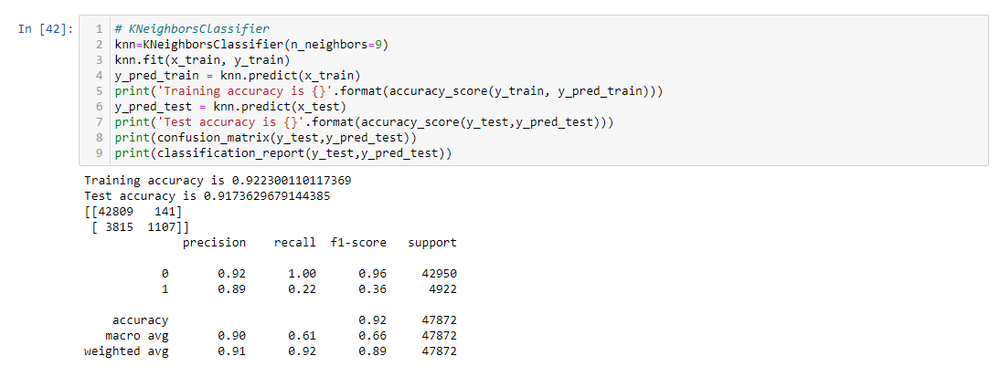 In [42]:
1 # KNeighborsClassifier
2 knn=KNeighborsClassifier(n_neighbors=9)
3 knn.fit(x_train, y_train)
4 y_pred_train = knn.predict(x_train)
5 print('Training accuracy is {}'.format(accuracy_score(y_train, y_pred_train)))
6 y_pred_test = knn.predict(x_test)
7 print('Test accuracy is {}'.format(accuracy_score(y_test,y_pred_test)))
8 print(confusion_matrix(y_test,y_pred_test))
9 print(classification_report(y_test,y_pred_test))
Training accuracy is 0.922300110117369
Test accuracy is 0.9173629679144385
[[42809   141]
 [ 3815  1107]]
              precision    recall  f1-score   support
           0       0.92      1.00      0.96     42950
           1       0.89      0.22      0.36      4922
    accuracy                           0.92     47872
   macro avg       0.90      0.61      0.66     47872
weighted avg       0.91      0.92      0.89     47872